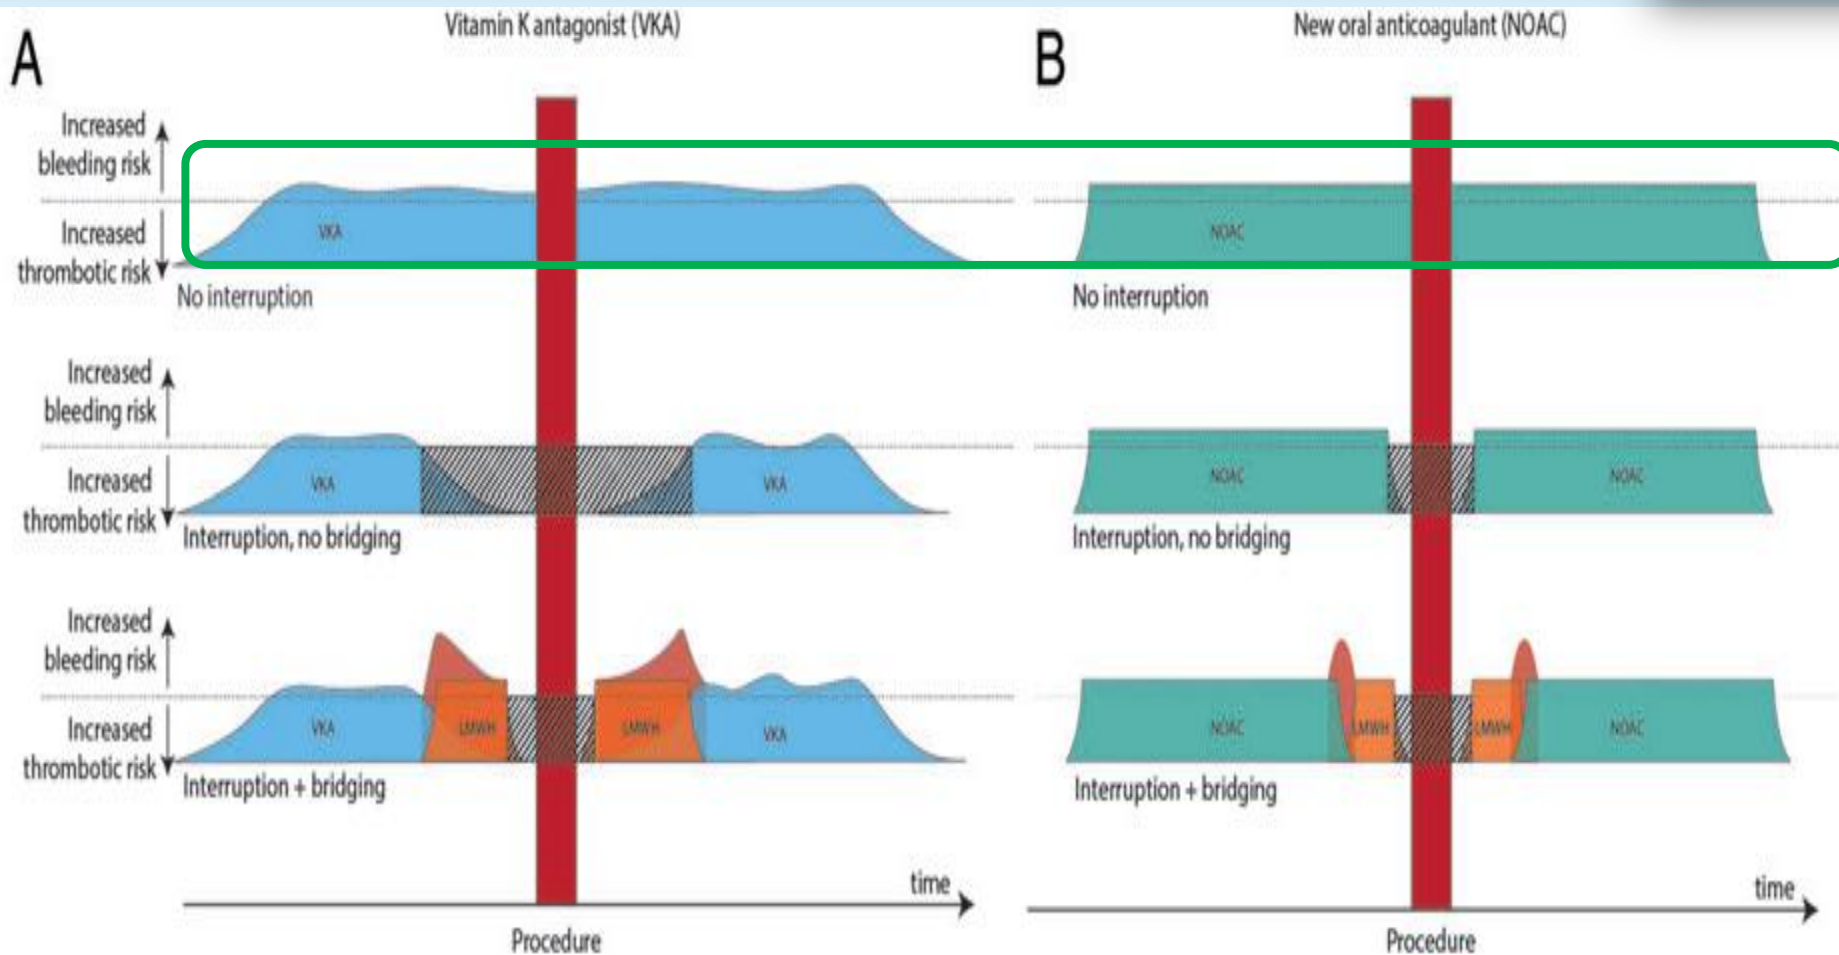 Vitamin K antagonist (VKA)
New oral anticoagulant (NOAC)
A
B
Increased
bleeding risk
Increased
thrombotic risk
VKA
NOAC
No interruption
No interruption
Increased
bleeding risk
Increased
thrombotic risk
VKA
VKA
NOAC
NOAC
Interruption, no bridging
Interruption, no bridging
Increased
bleeding risk
Increased
thrombotic risk
VKA
LMWH
LMWH
VKA
NOAC
LMWH
LMWH
NOAC
Interruption + bridging
Interruption + bridging
time
time
Procedure
Procedure